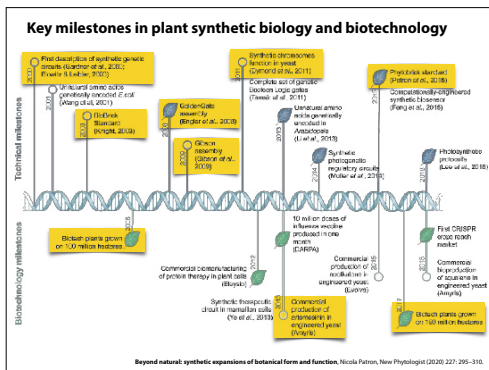 Key milestones in plant synthetic biology and biotechnology
Technical milestones
2000
First description of synthetic genetic
circuits (Gardner et al., 2000;
Elowitz & Leibler, 2000)
2001
Unnatural amino acids
genetically encoded E.coli
(Wang et al., 2001)
BioBrick
Standard
(Knight, 2003)
GoldenGate
assembly
(Engler et al., 2008)
2009
Gibson
assembly
(Gibson et al.,
2009)
2011
Synthetic chromosomes
function in yeast
(Dymond et al., 2011)
Complete set of genetic
Boolean Logic gates
(Tamsir et al., 2011)
2013
Unnatural amino
acids genetically
encoded in
Arabidopsis
(Li et al., 2013)
2014
Synthetic
phytogenetic
regulatory circuits
(Müller et al., 2014)
Phytobrick standard
(Patron et al., 2015)
Computationally-engineered
synthetic biosensor
(Feng et al., 2015)
Photosynthetic
protocells
(Lee et al., 2018)
Biotechnology milestones
Biotech plants grown
on 100 million hectares
2012
Commercial biomanufacturing
of protein therapy in plant cells
(Elelyso)
10 million doses of
influenza vaccine
produced in one
month
(DARPA)
Synthetic therapeutic
circuit in mammalian cells
(Ye et al., 2013)
Commercial
production of
artemisinin in
engineered yeast
(Amyris)
Commercial
production of
nootkatone in
engineered yeast
(Evolva)
2017
Biotech plants grown
on 190 million hectares
First CRISPR
crops reach
market
Commercial
bioproduction
of squalene in
engineered yeast
(Amyris)
Beyond natural: synthetic expansions of botanical form and function, Nicola Patron, New Phytologist (2020) 227: 295–310.